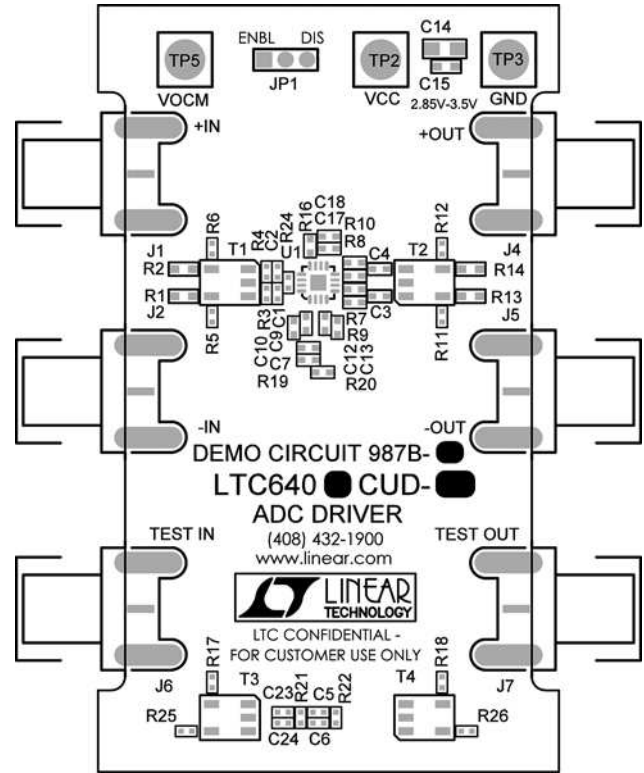 ENBL DIS C14
TP5 TP2 TP3
JP1 C15
VOCM VCC 2.85V-3.5V GND
+IN +OUT
R6 R4 C2 R24 R16 C18 C17 R10 R8 R12
J1 T1 U1 C4 T2 J4
R2 R14
R1 R13
J2 R3 C1 C3 J5
R5 C10 C9 R7 R9 R11
C7 C12 C13
R19 R20
-IN -OUT
DEMO CIRCUIT 987B-
LTC640 CUD-
ADC DRIVER
TEST IN (408) 432-1900 TEST OUT
www.linear.com
LT LINEAR
TECHNOLOGY
LTC CONFIDENTIAL -
FOR CUSTOMER USE ONLY
R17 R18
J6 T3 T4 J7
C23 R21 C5 R22
R25 R26
C24 C6